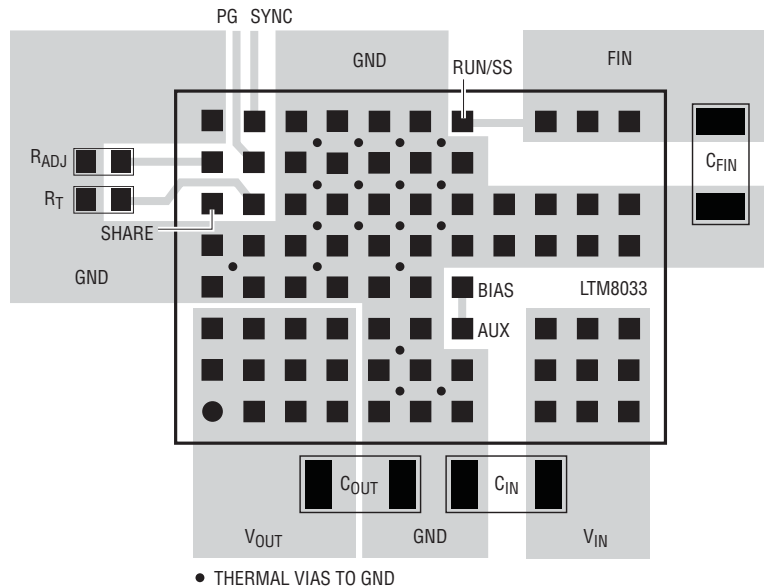 PG SYNC
GND
RUN/SS
FIN
RADJ
CFIN
RT
SHARE
GND
BIAS
LTM8033
AUX
COUT
CIN
VOUT
GND
VIN
THERMAL VIAS TO GND